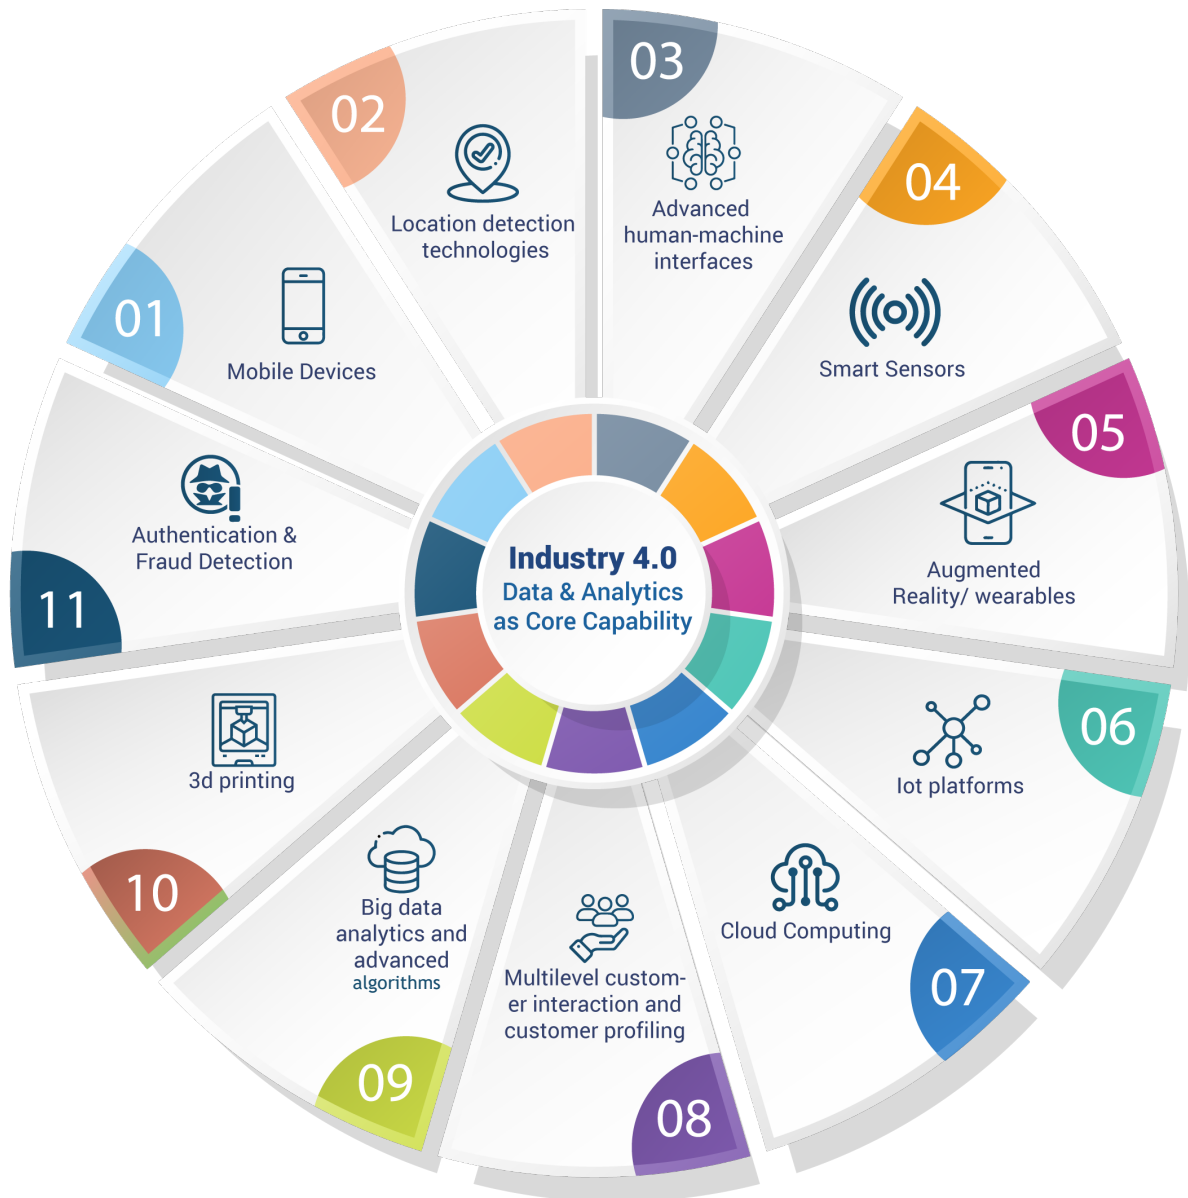 Industry 4.0
Data & Analytics
as Core Capability
01
Mobile Devices
02
Location detection
technologies
03
Advanced
human-machine
interfaces
04
Smart Sensors
05
Augmented
Reality/ wearables
06
Iot platforms
07
Cloud Computing
08
Multilevel custom-
er interaction and
customer profiling
09
Big data
analytics and
advanced
algorithms
10
3d printing
11
Authentication &
Fraud Detection